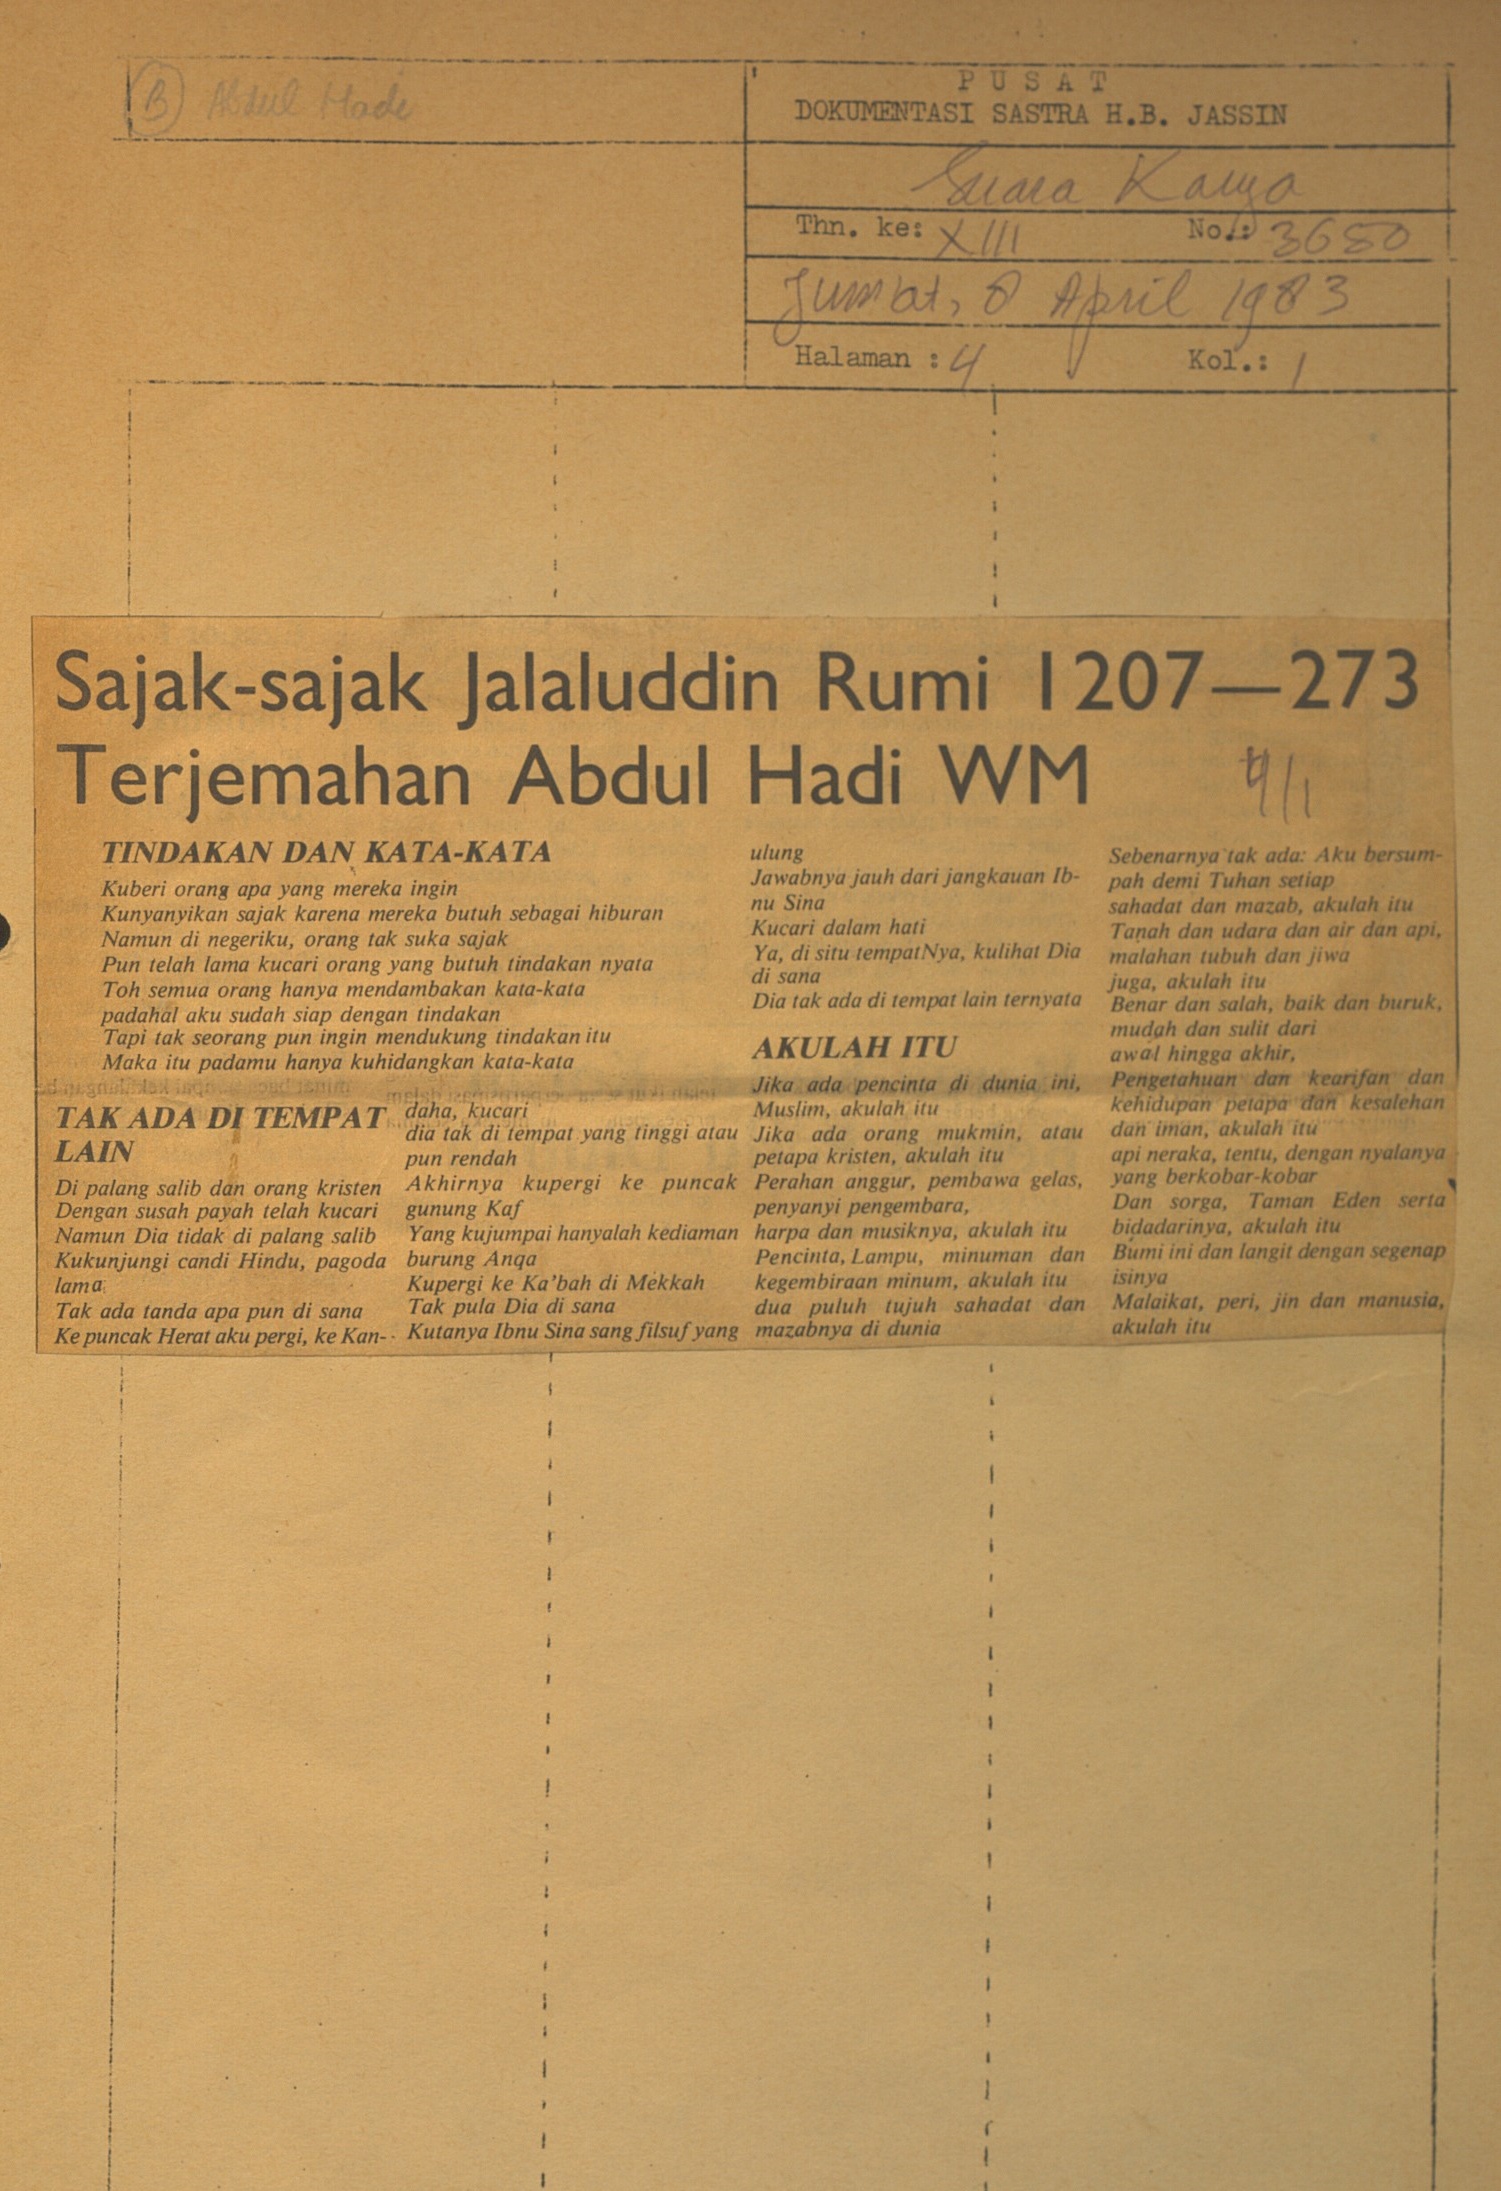 (B) Abdul Hade
PUSAT
DOKUMENTASI SASTRA H.B. JASSIN
Suara Karya
Thn. ke: XIII No.: 3680
Jumbat, 8 April 1983
Halaman : 4 Kol.: 1
Sajak-sajak Jalaluddin Rumi 1207—273
Terjemahan Abdul Hadi WM
4/1
TINDAKAN DAN KATA-KATA
Kuberi orang apa yang mereka ingin
Kunyanyikan sajak karena mereka butuh sebagai hiburan
Namun di negeriku, orang tak suka sajak
Pun telah lama kucari orang yang butuh tindakan nyata
Toh semua orang hanya mendambakan kata-kata
padahal aku sudah siap dengan tindakan
Tapi tak seorang pun ingin mendukung tindakan itu
Maka itu padamu hanya kuhidangkan kata-kata
TAK ADA DI TEMPAT
LAIN
Di palang salib dan orang kristen
Dengan susah payah telah kucari
Namun Dia tidak di palang salib
Kukunjungi candi Hindu, pagoda
lama
Tak ada tanda apa pun di sana
Ke puncak Herat aku pergi, ke Kan-
daha, kucari
dia tak di tempat yang tinggi atau
pun rendah
Akhirnya kupergi ke puncak
gunung Kaf
Yang kujumpai hanyalah kediaman
burung Anqa
Kupergi ke Ka'bah di Mekkah
Tak pula Dia di sana
Kutanya Ibnu Sina sang filsuf yang
ulung
Jawabnya jauh dari jangkauan Ib-
nu Sina
Kucari dalam hati
Ya, di situ tempatNya, kulihat Dia
di sana
Dia tak ada di tempat lain ternyata
AKULAH ITU
Jika ada pencinta di dunia ini,
Muslim, akulah itu
Jika ada orang mukmin, atau
petapa kristen, akulah itu
Perahan anggur, pembawa gelas,
penyanyi pengembara,
harpa dan musiknya, akulah itu
Pencinta, Lampu, minuman dan
kegembiraan minum, akulah itu
dua puluh tujuh sahadat dan
mazabnya di dunia
Sebenarnya tak ada: Aku bersum-
pah demi Tuhan setiap
sahadat dan mazab, akulah itu
Tanah dan udara dan air dan api,
malahan tubuh dan jiwa
juga, akulah itu
Benar dan salah, baik dan buruk,
mudah dan sulit dari
awal hingga akhir,
Pengetahuan dan kearifan dan
kehidupan petapa dan kesalehan
dan iman, akulah itu
api neraka, tentu, dengan nyalanya
yang berkobar-kobar
Dan sorga, Taman Eden serta
bidadarinya, akulah itu
Bumi ini dan langit dengan segenap
isinya
Malaikat, peri, jin dan manusia,
akulah itu